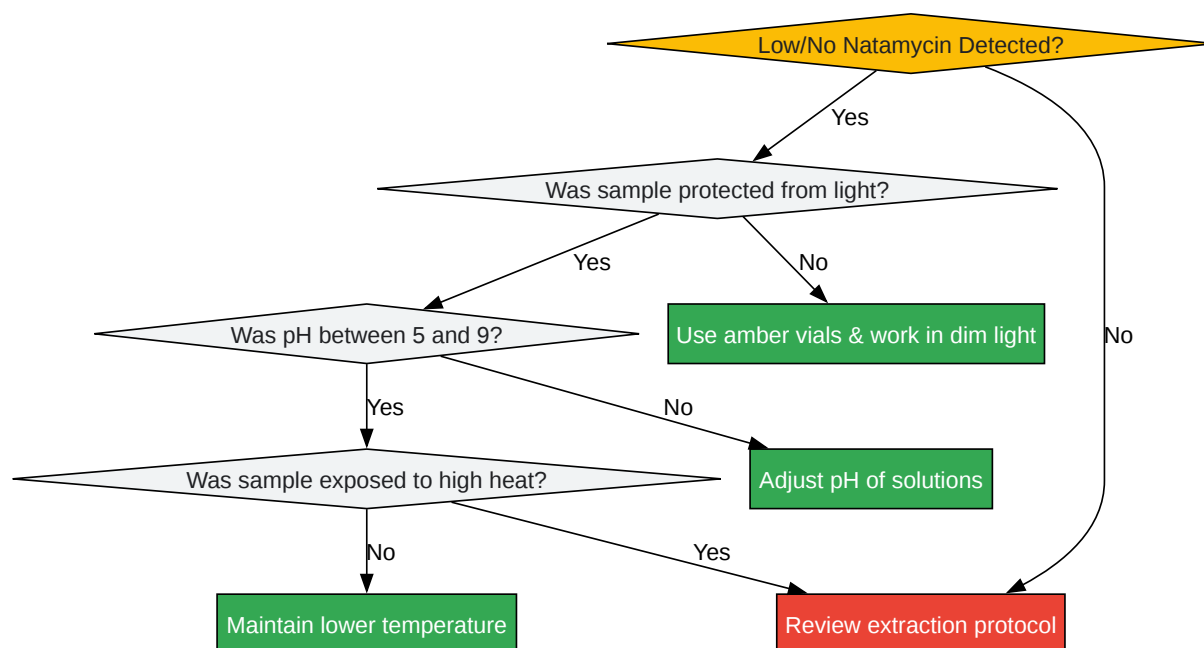 Low/No Natamycin Detected?
Yes
Was sample protected from light?
Yes
No
Was pH between 5 and 9?
Use amber vials & work in dim light
No
Yes
No
Was sample exposed to high heat?
Adjust pH of solutions
No
Yes
Maintain lower temperature
Review extraction protocol